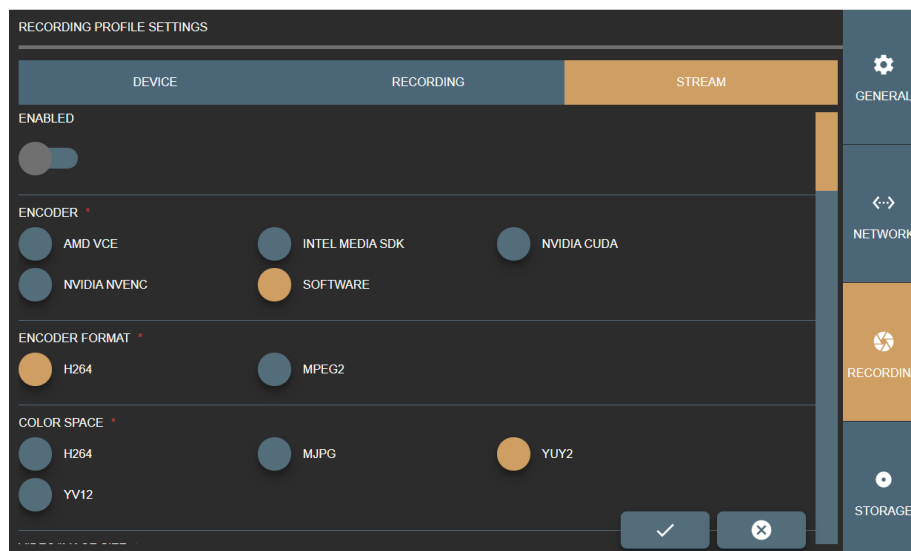 RECORDING PROFILE SETTINGS
DEVICE RECORDING STREAM
ENABLED
ENCODER *
AMD VCE INTEL MEDIA SDK NVIDIA CUDA
NVIDIA NVENC SOFTWARE
ENCODER FORMAT *
H264 MPEG2
COLOR SPACE *
H264 MJPG YUY2
YV12
GENERAL
NETWORK
RECORDIN
STORAGE